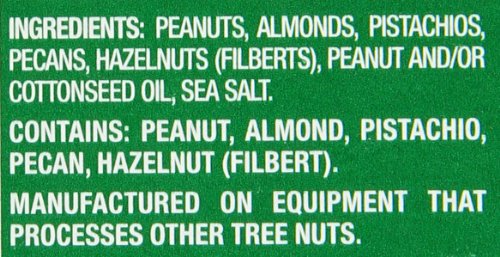 INGREDIENTS: PEANUTS, ALMONDS, PISTACHIOS,
PECANS, HAZELNUTS (FILBERTS), PEANUT AND/OR
COTTONSEED OIL, SEA SALT.
CONTAINS: PEANUT, ALMOND, PISTACHIO,
PECAN, HAZELNUT (FILBERT).
MANUFACTURED ON EQUIPMENT THAT
PROCESSES OTHER TREE NUTS.